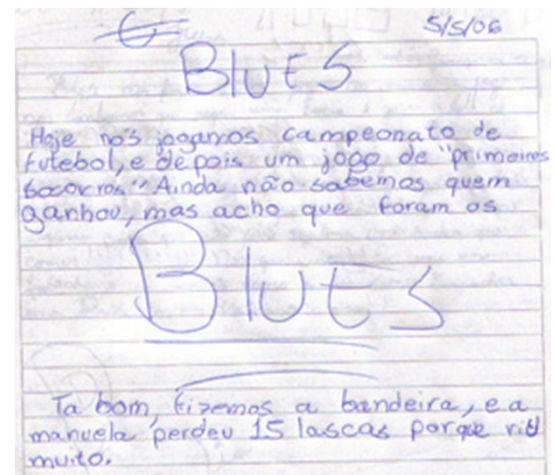 5/5/06
BlutS
Hoje nós jogamos campeonato de
futebol, e depois um jogo de "primeiros
socorros" Ainda não sabemos quem
ganhou, mas acho que foram os
Blues
Ta bom, fizemos a bandeira, e a
manuela perdeu 15 lascas porque riu
muito.